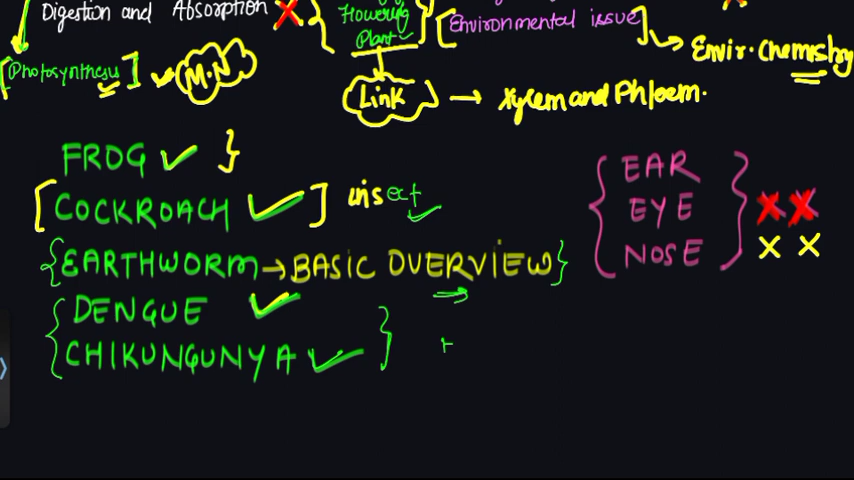 Digestion and Absorption
Flowering
Plant
Environmental issue
Envir. Chemistry
Photosynthesis
M.N
Link
Xylem and Phloem.
FROG
COCKROACH
insect
EARTHWORM → BASIC OVERVIEW
DENGUE
CHIKUNGUNYA
EAR
EYE
NOSE